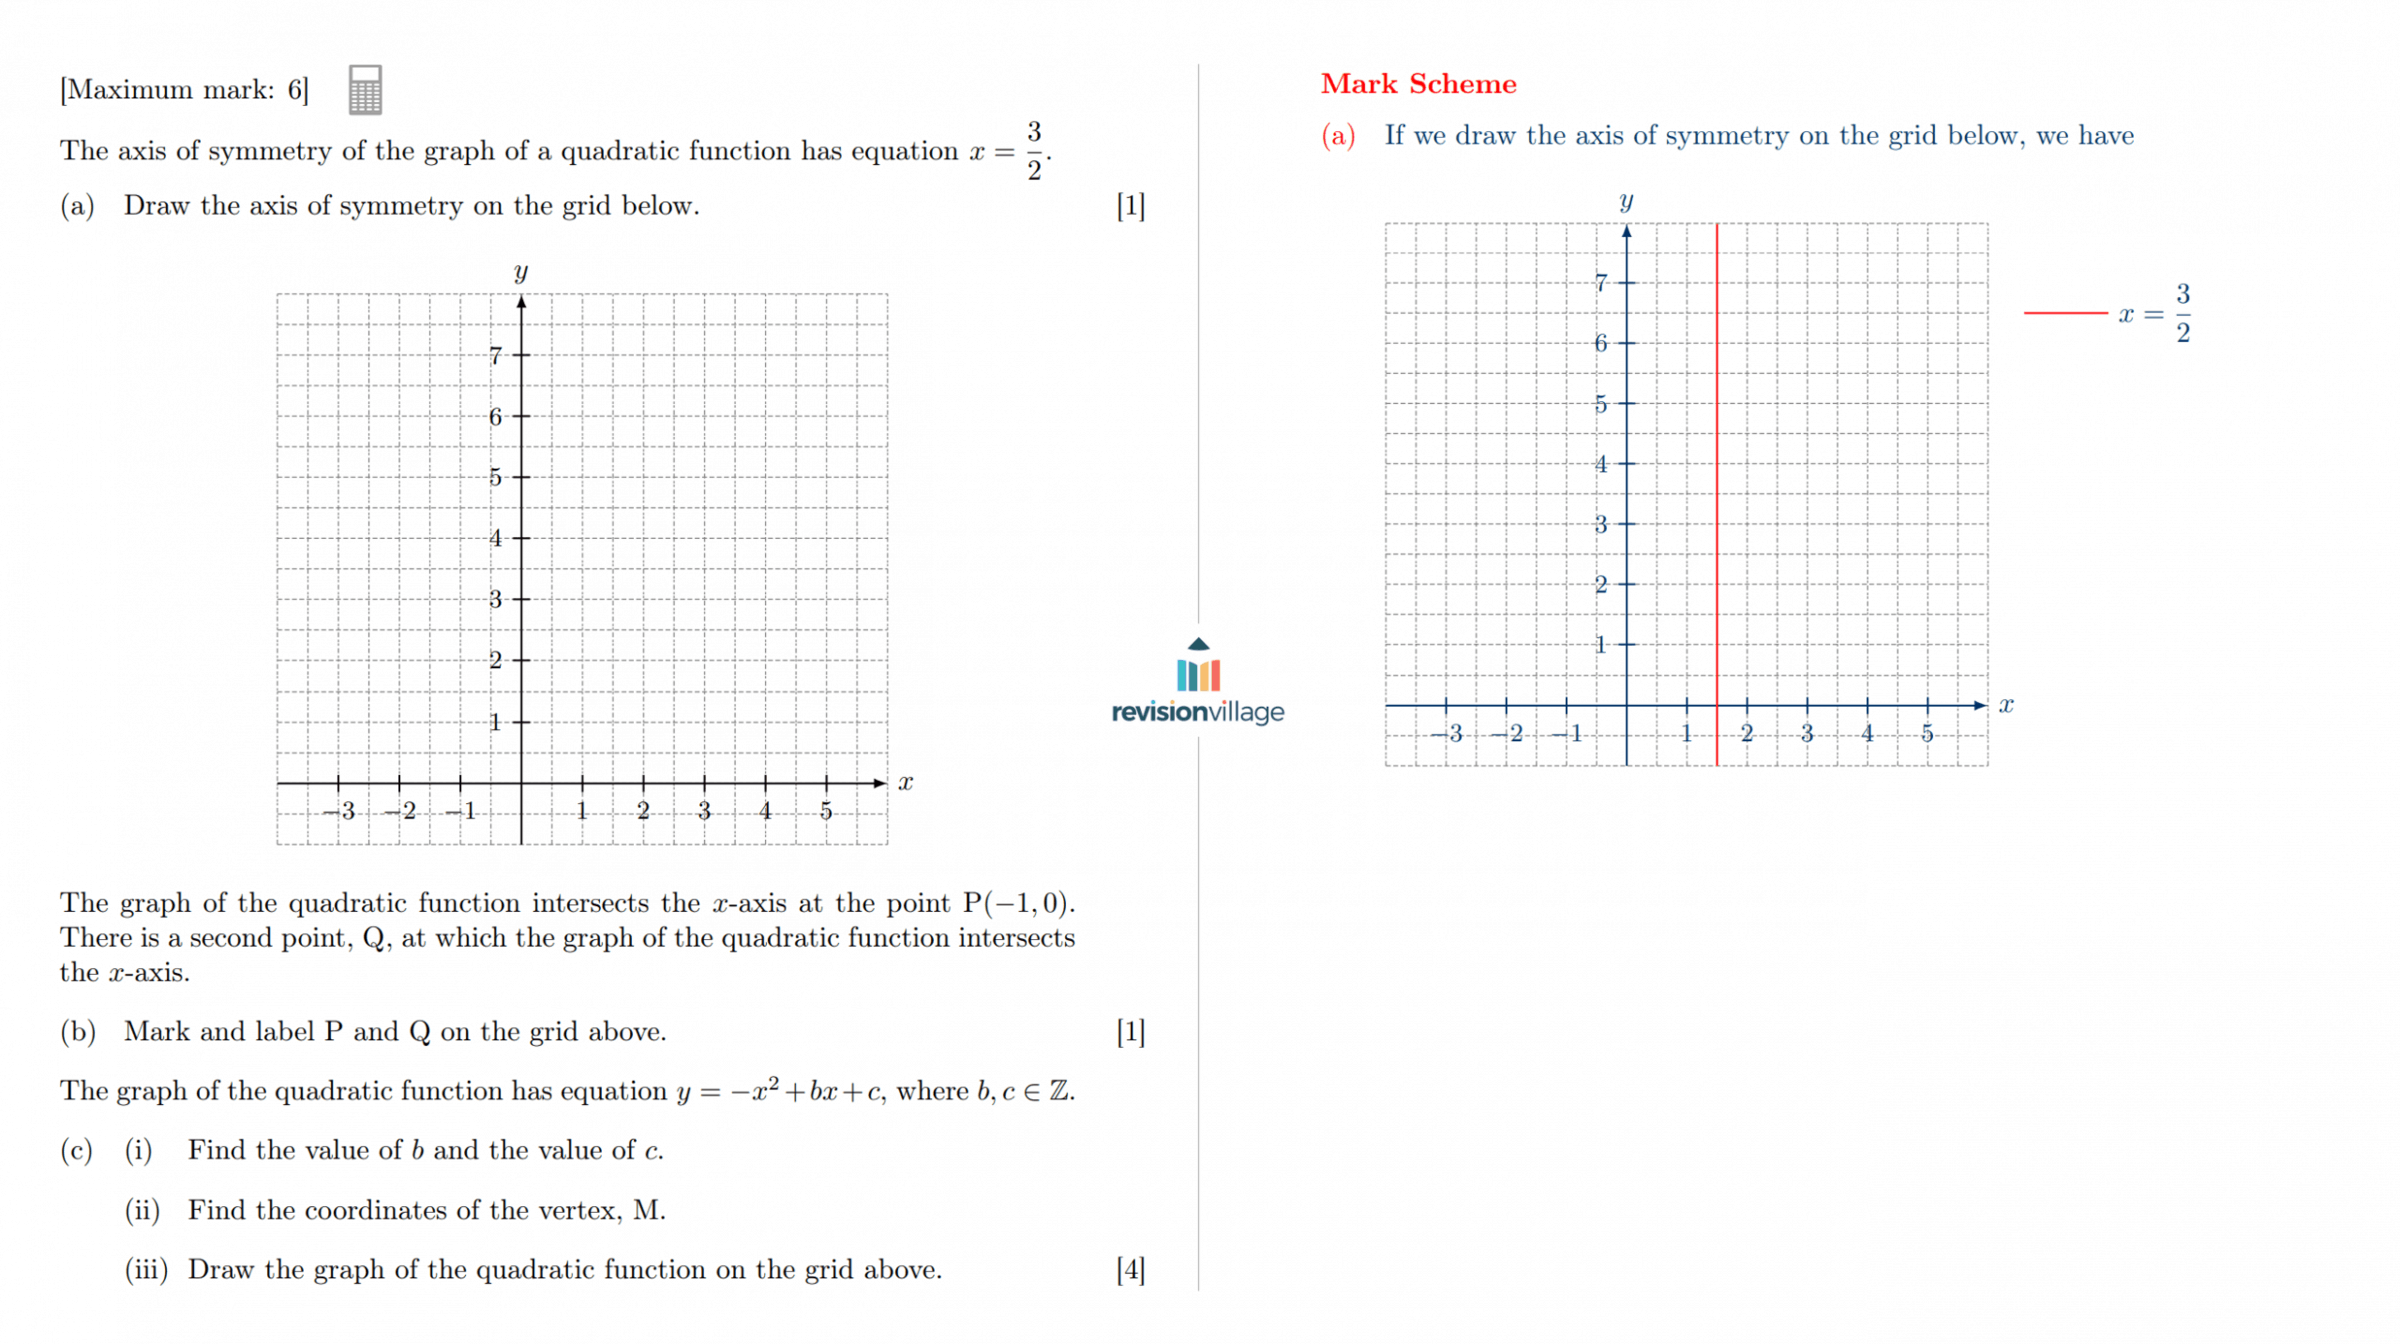 [Maximum mark: 6]
The axis of symmetry of the graph of a quadratic function has equation x = 3/2.
(a) Draw the axis of symmetry on the grid below. [1]
y
7
6
5
4
3
2
1
−3 −2 −1 1 2 3 4 5
x
The graph of the quadratic function intersects the x-axis at the point P(−1, 0).
There is a second point, Q, at which the graph of the quadratic function intersects
the x-axis.
(b) Mark and label P and Q on the grid above. [1]
The graph of the quadratic function has equation y = −x² + bx + c, where b, c ∈ ℤ.
(c) (i) Find the value of b and the value of c.
(ii) Find the coordinates of the vertex, M.
(iii) Draw the graph of the quadratic function on the grid above. [4]
revisionvillage
Mark Scheme
(a) If we draw the axis of symmetry on the grid below, we have
y
7
6
5
4
3
2
1
−3 −2 −1 1 2 3 4 5
x
x = 3/2